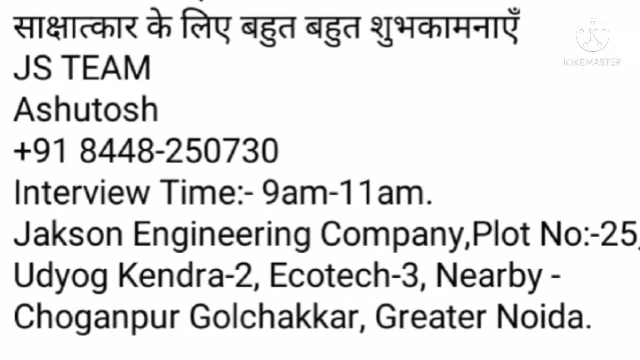 साक्षात्कार के लिए बहुत बहुत शुभकामनाएँ
JS TEAM
Ashutosh
+91 8448-250730
Interview Time:- 9am-11am.
Jakson Engineering Company,Plot No:-25,
Udyog Kendra-2, Ecotech-3, Nearby -
Choganpur Golchakkar, Greater Noida.
KINEMASTER